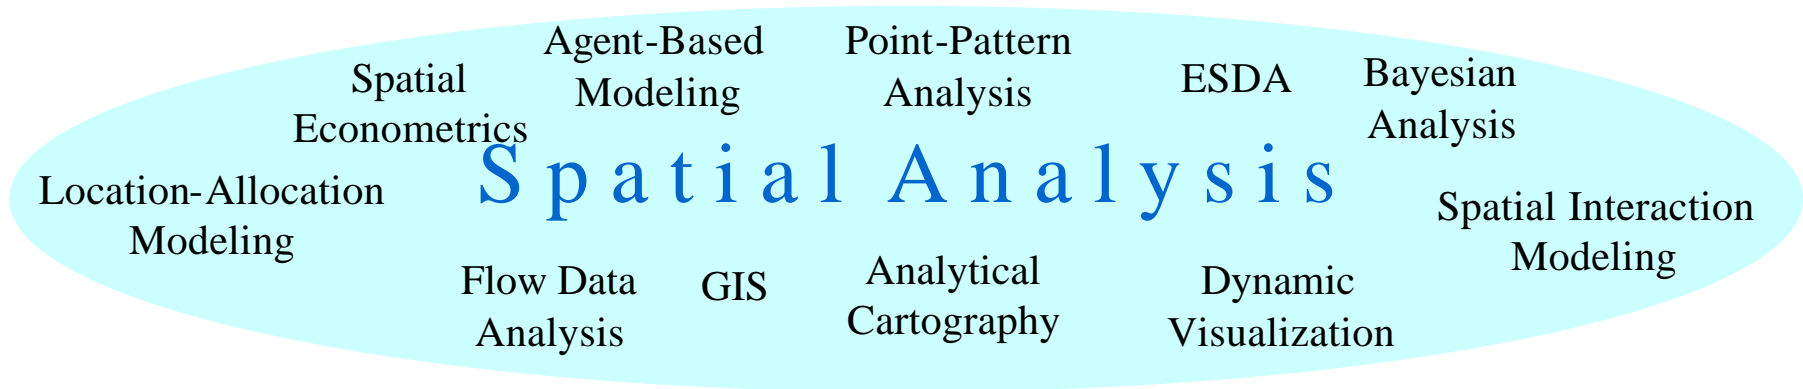 Agent-Based
Modeling
Point-Pattern
Analysis
Spatial
Econometrics
ESDA
Bayesian
Analysis
Spatial Analysis
Location-Allocation
Modeling
Spatial Interaction
Modeling
Flow Data
Analysis
GIS
Analytical
Cartography
Dynamic
Visualization